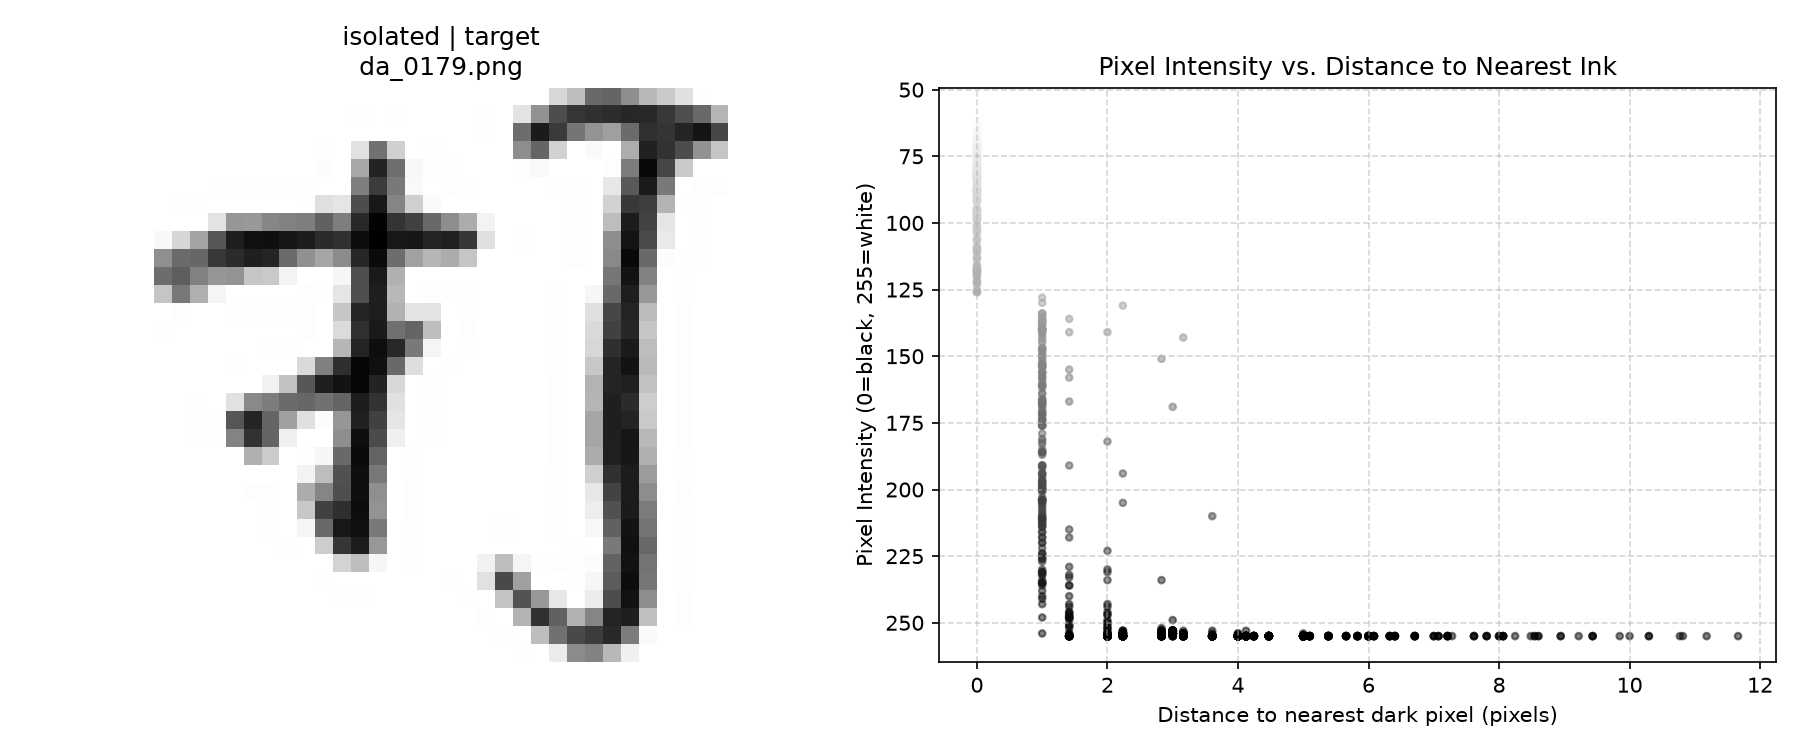 isolated | target
da_0179.png
打
Pixel Intensity vs. Distance to Nearest Ink
Pixel Intensity (0=black, 255=white)
50
75
100
125
150
175
200
225
250
0 2 4 6 8 10 12
Distance to nearest dark pixel (pixels)